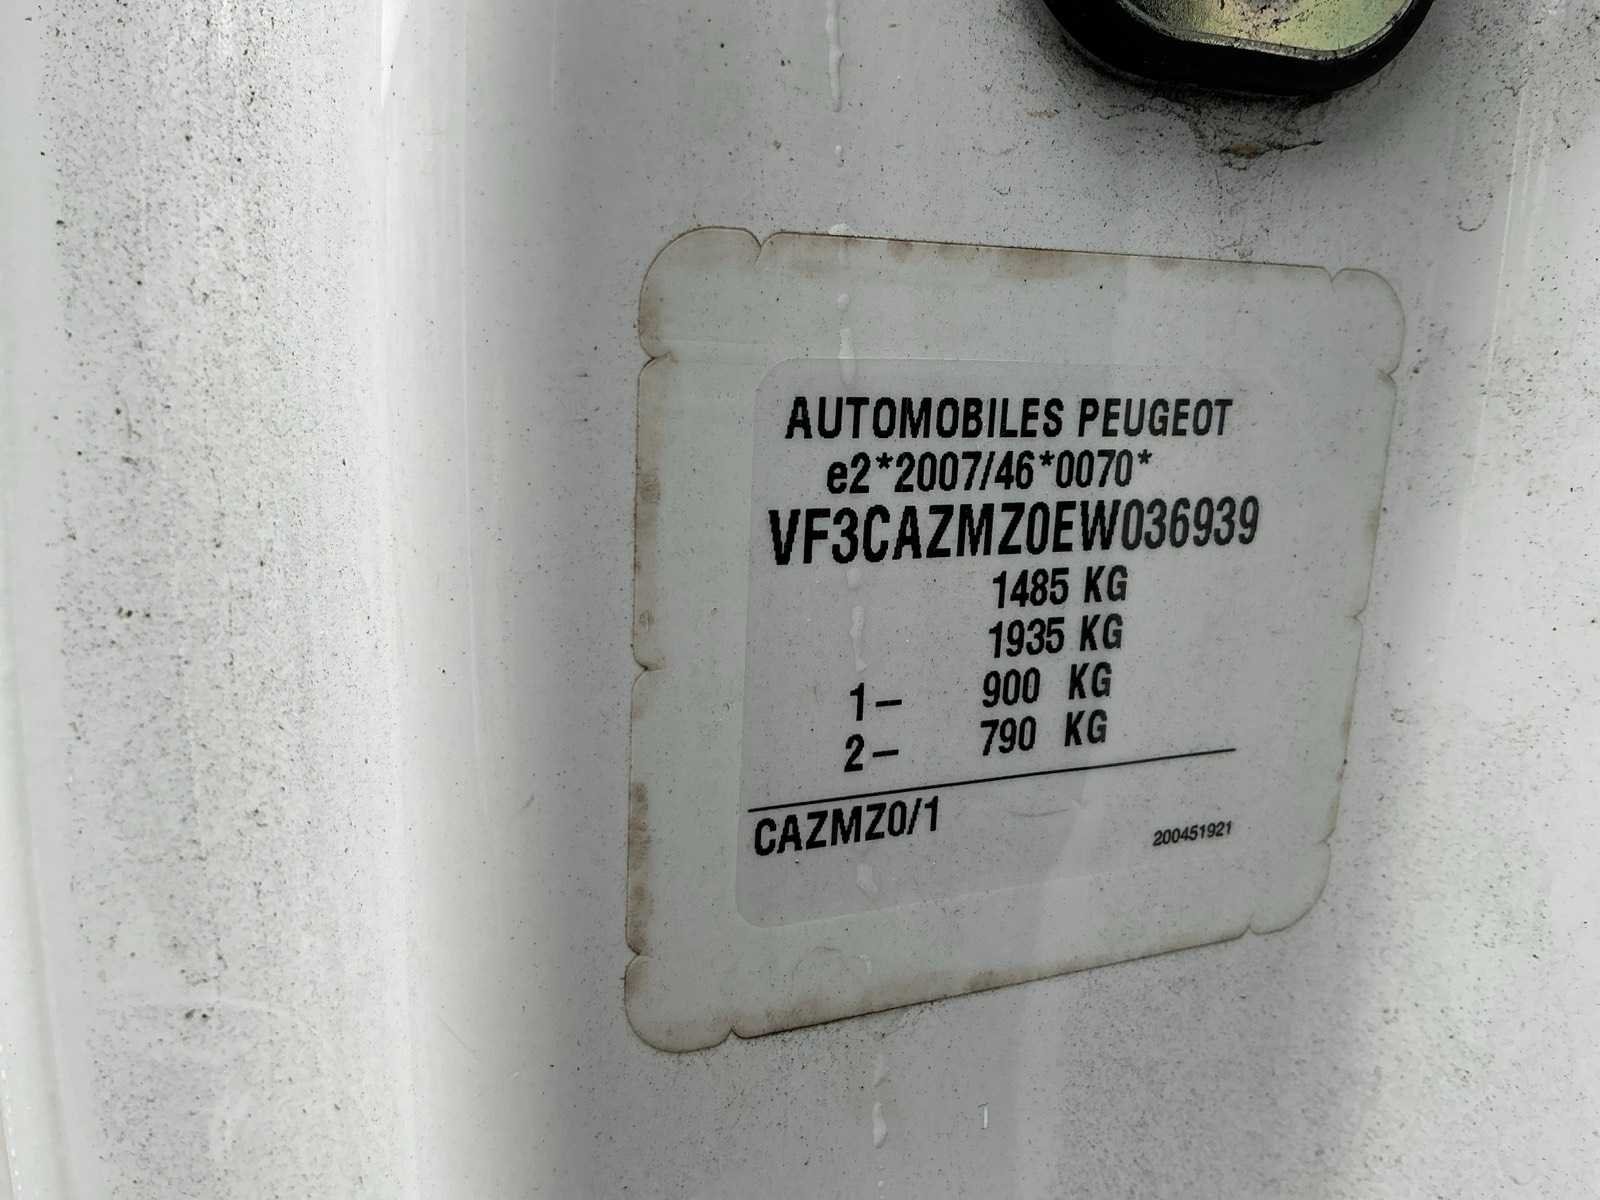 AUTOMOBILES PEUGEOT
e2*2007/46*0070*
VF3CAZMZ0EW036939
1485 KG
1935 KG
1- 900 KG
2- 790 KG
CAZMZ0/1
200451921